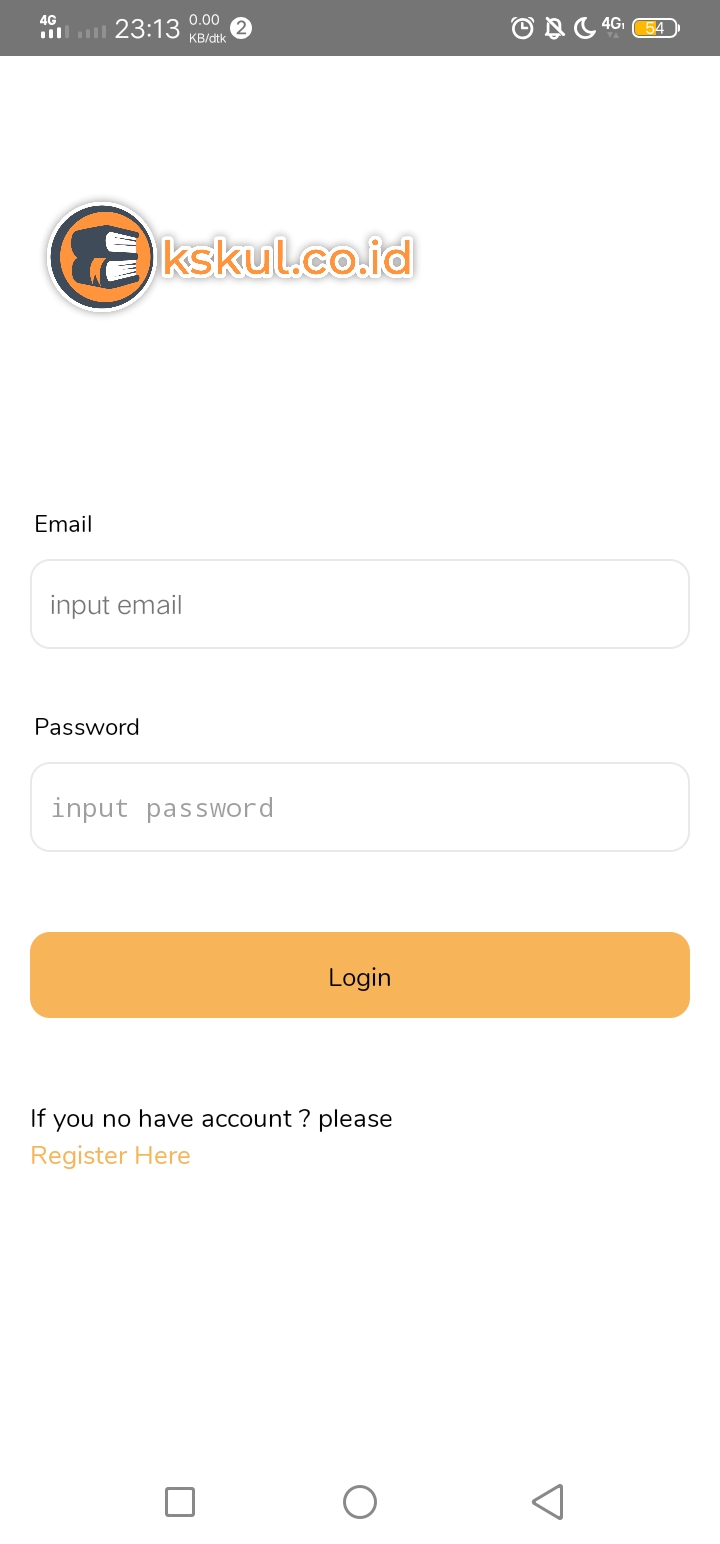 4G 23:13 0.00 KB/dtk 2 4G 54
kskul.co.id
Email
input email
Password
input password
Login
If you no have account ? please
Register Here